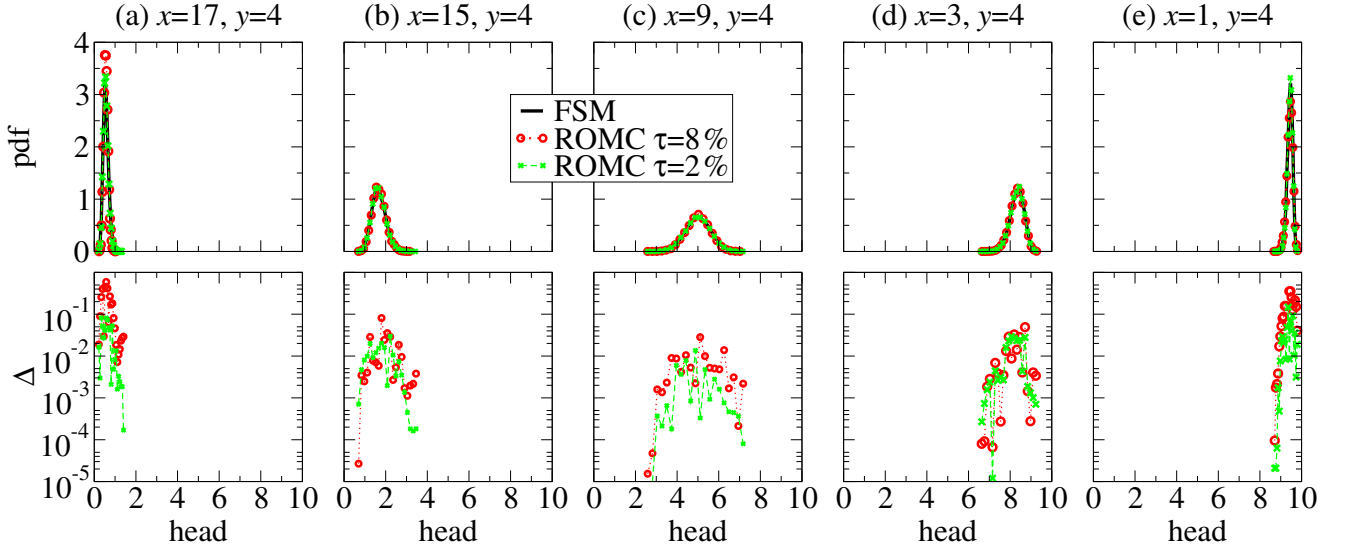 (a) x=17, y=4 (b) x=15, y=4 (c) x=9, y=4 (d) x=3, y=4 (e) x=1, y=4
4
3
2
1
0
pdf
FSM
ROMC τ=8%
ROMC τ=2%
10⁻¹
10⁻²
10⁻³
10⁻⁴
10⁻⁵
Δ
0 2 4 6 8 10 0 2 4 6 8 10 0 2 4 6 8 10 0 2 4 6 8 10 0 2 4 6 8 10
head head head head head